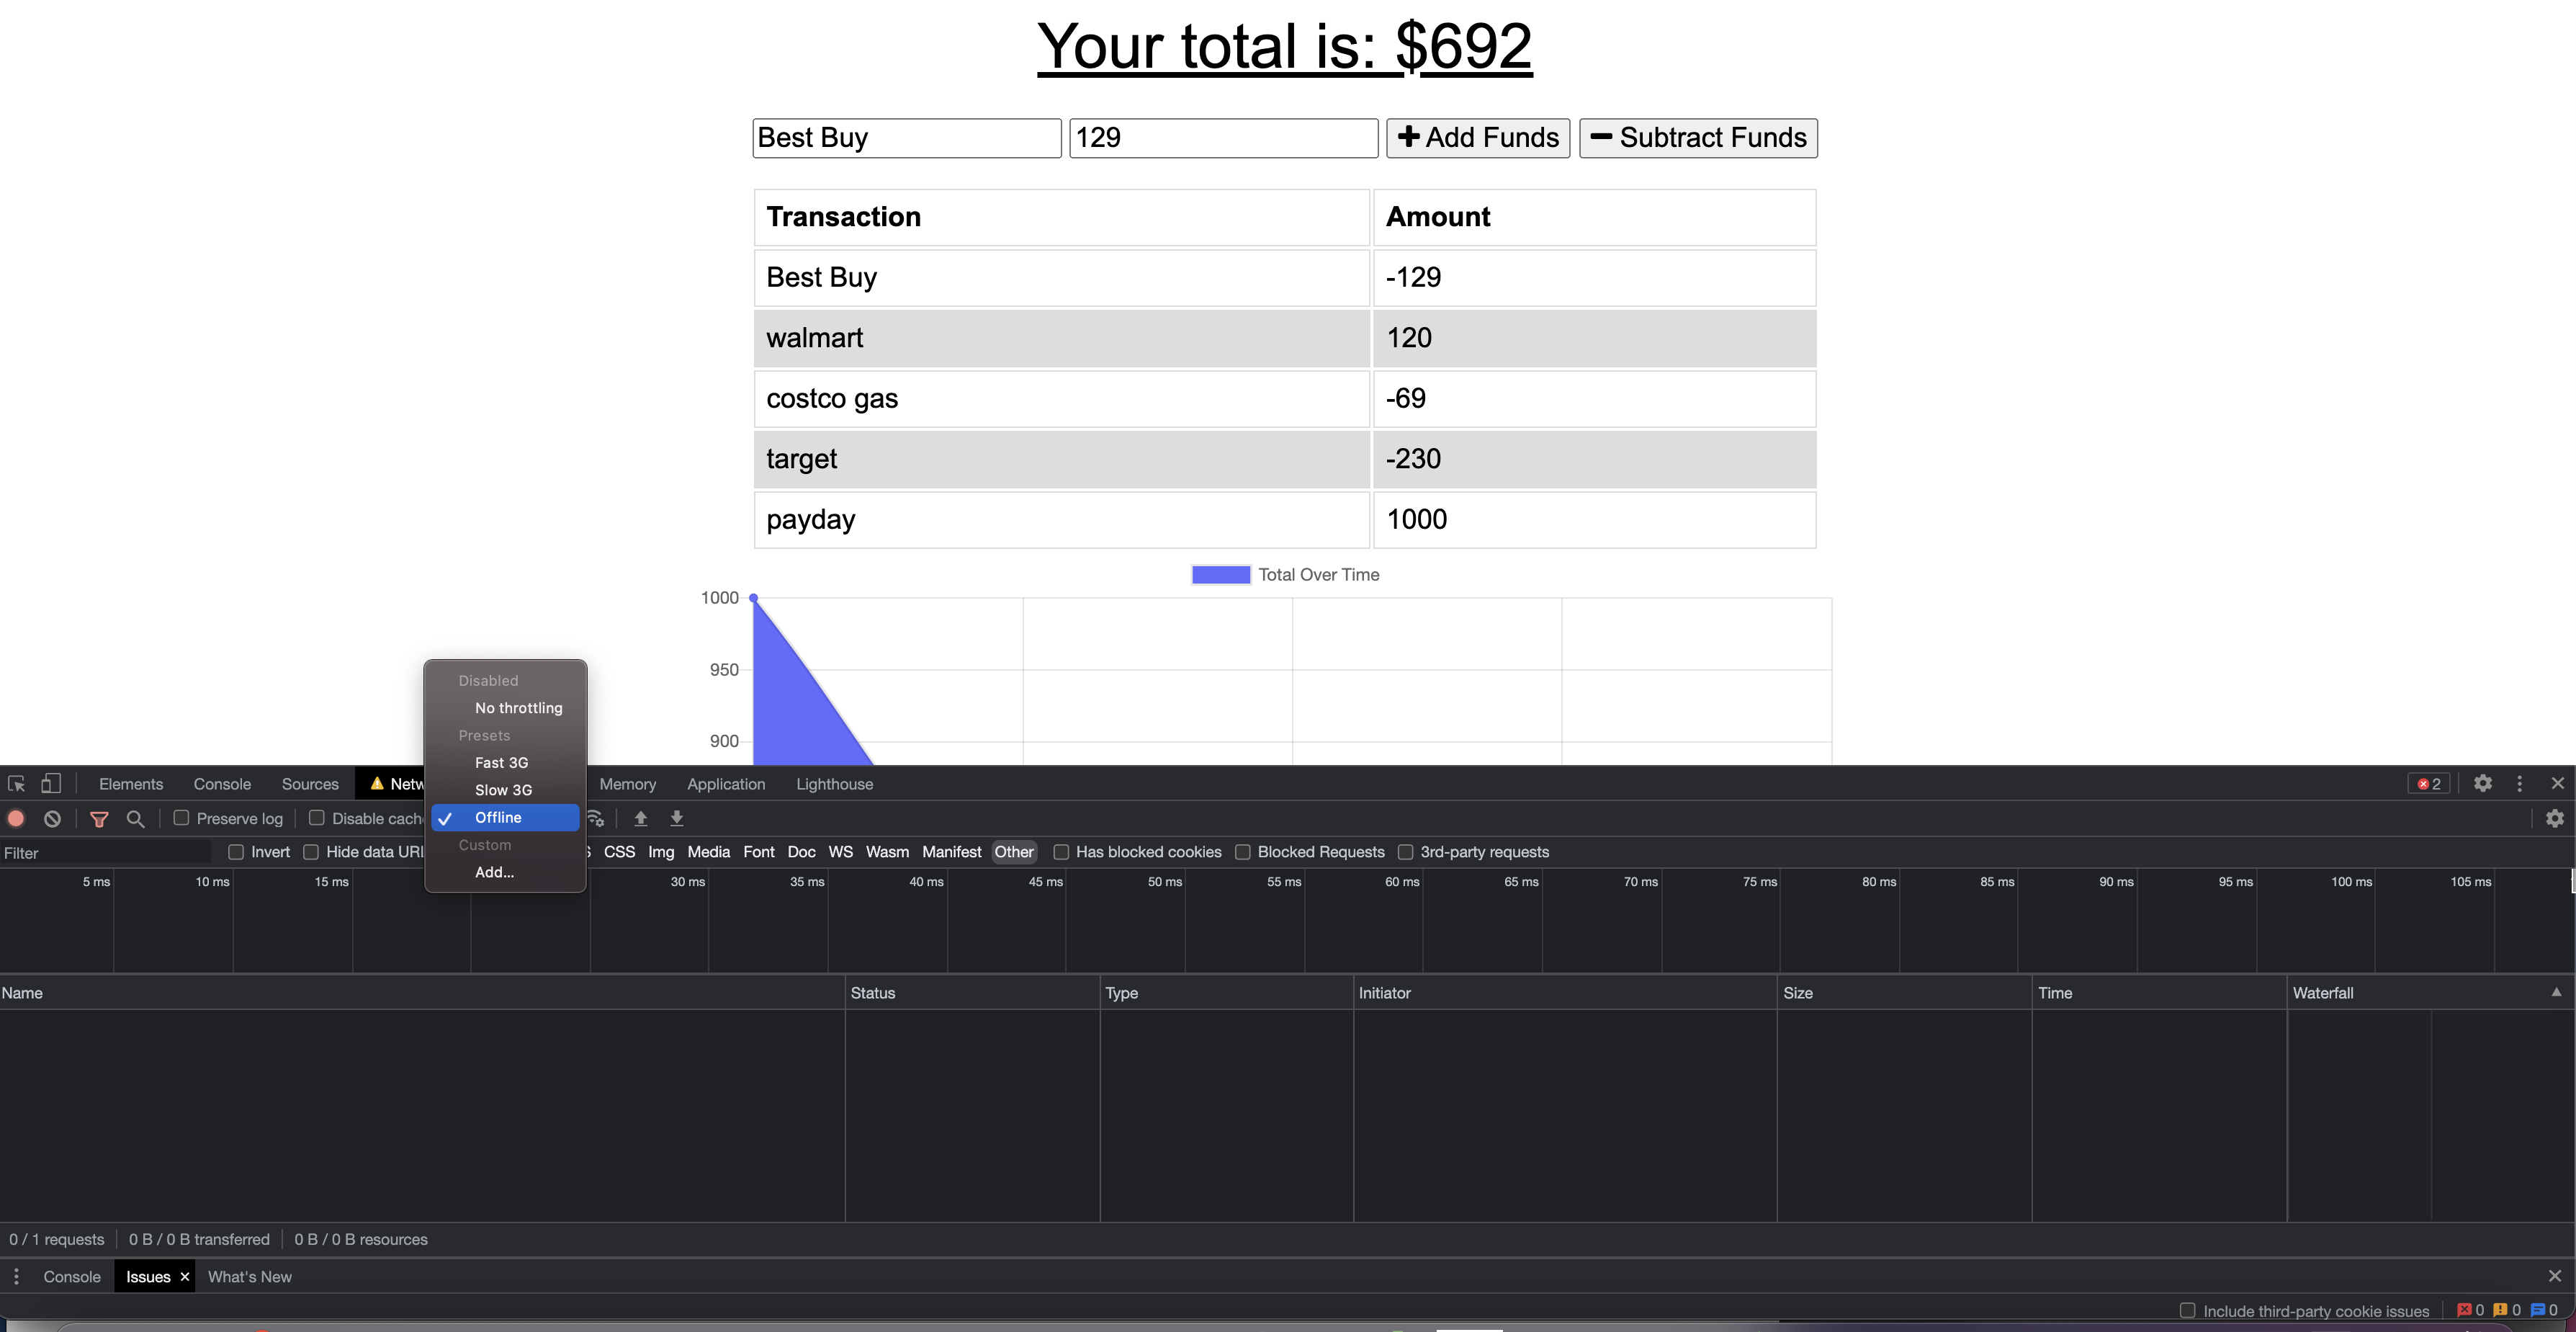 Your total is: $692
Best Buy 129 Add Funds Subtract Funds
Transaction Amount
Best Buy -129
walmart 120
costco gas -69
target -230
payday 1000
Total Over Time
1000
950
900
Disabled
No throttling
Presets
Fast 3G
Slow 3G
Offline
Custom
Add...
Elements Console Sources Netw Memory Application Lighthouse 2
Preserve log Disable cach
Filter Invert Hide data URL S CSS Img Media Font Doc WS Wasm Manifest Other Has blocked cookies Blocked Requests 3rd-party requests
5 ms 10 ms 15 ms 30 ms 35 ms 40 ms 45 ms 50 ms 55 ms 60 ms 65 ms 70 ms 75 ms 80 ms 85 ms 90 ms 95 ms 100 ms 105 ms
Name Status Type Initiator Size Time Waterfall
0 / 1 requests 0 B / 0 B transferred 0 B / 0 B resources
Console Issues What's New
Include third-party cookie issues 0 0 0